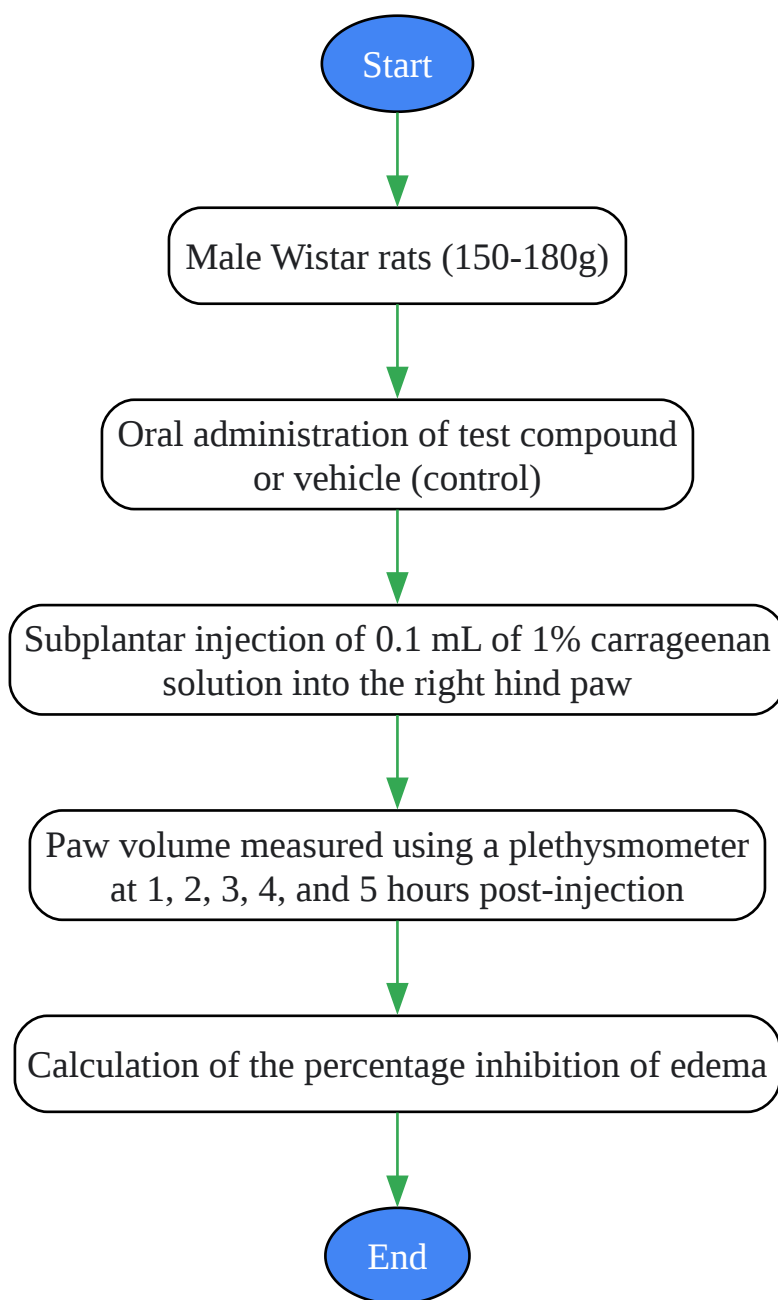 Start
Male Wistar rats (150-180g)
Oral administration of test compound
or vehicle (control)
Subplantar injection of 0.1 mL of 1% carrageenan
solution into the right hind paw
Paw volume measured using a plethysmometer
at 1, 2, 3, 4, and 5 hours post-injection
Calculation of the percentage inhibition of edema
End